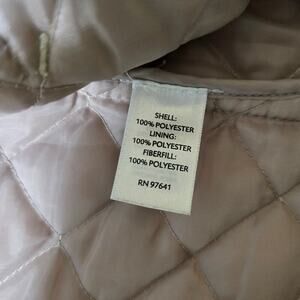 SHELL:
100% POLYESTER
LINING:
100% POLYESTER
FIBERFILL:
100% POLYESTER
RN 97641